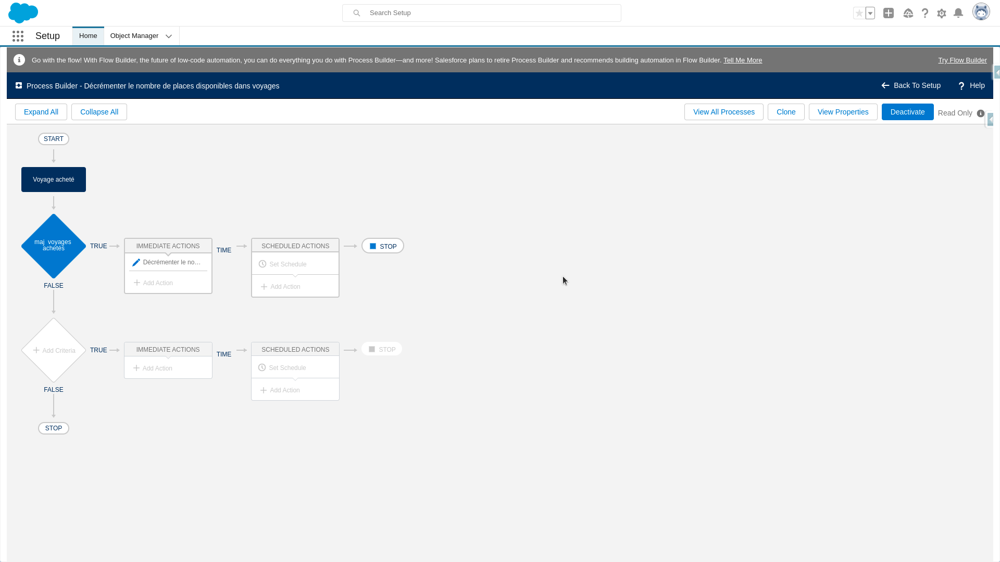 Search Setup
Setup
Home
Object Manager
Go with the flow! With Flow Builder, the future of low-code automation, you can do everything you do with Process Builder—and more! Salesforce plans to retire Process Builder and recommends building automation in Flow Builder. Tell Me More
Try Flow Builder
Process Builder - Décrémenter le nombre de places disponibles dans voyages
Back To Setup
Help
Expand All
Collapse All
View All Processes
Clone
View Properties
Deactivate
Read Only
START
Voyage acheté
maj voyages
achetés
TRUE
IMMEDIATE ACTIONS
Décrémenter le no…
Add Action
TIME
SCHEDULED ACTIONS
Set Schedule
Add Action
STOP
FALSE
Add Criteria
TRUE
IMMEDIATE ACTIONS
Add Action
TIME
SCHEDULED ACTIONS
Set Schedule
Add Action
STOP
FALSE
STOP